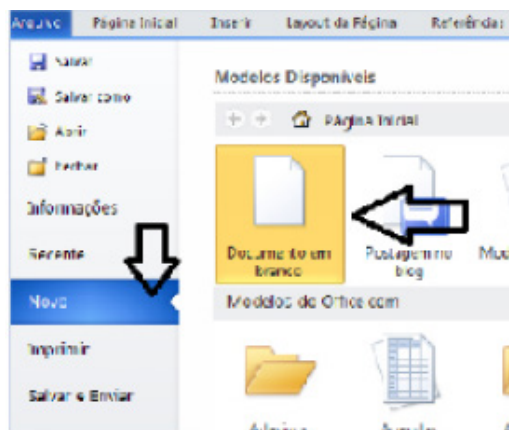 Arquivo Página Inicial Inserir Layout da Página Referências
Salvar
Salvar como
Abrir
Fechar
Informações
Recente
Novo
Imprimir
Salvar e Enviar
Modelos Disponíveis
Página Inicial
Documento em
branco
Postagem no
blog
Modelos do Office.com